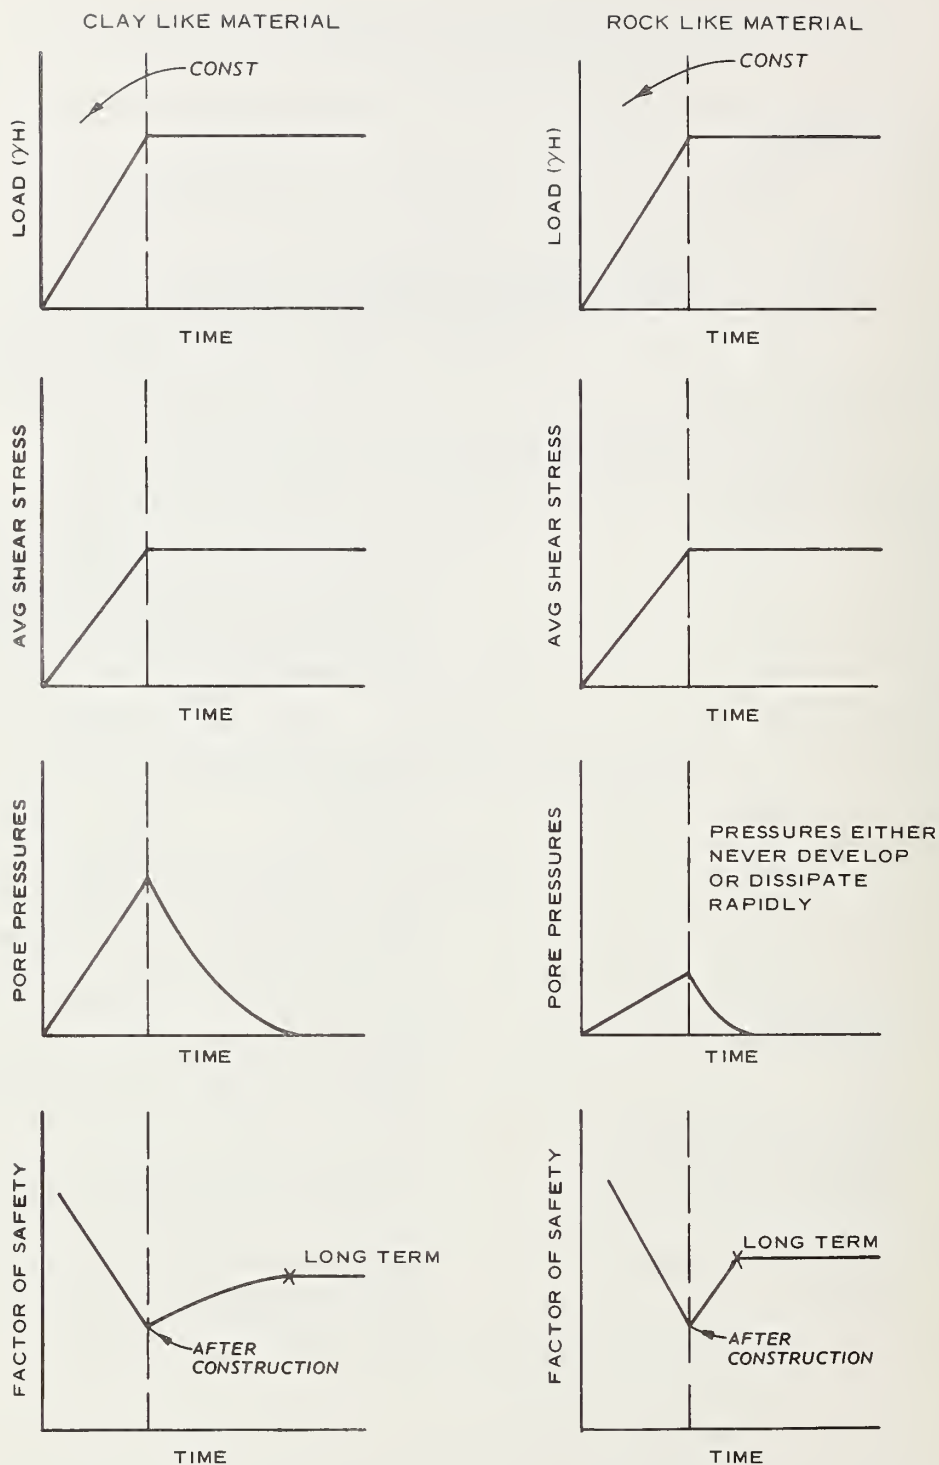 CLAY LIKE MATERIAL
ROCK LIKE MATERIAL
CONST
LOAD (γH)
TIME
CONST
LOAD (γH)
TIME
AVG SHEAR STRESS
TIME
AVG SHEAR STRESS
TIME
PORE PRESSURES
TIME
PORE PRESSURES
PRESSURES EITHER
NEVER DEVELOP
OR DISSIPATE
RAPIDLY
TIME
FACTOR OF SAFETY
LONG TERM
AFTER
CONSTRUCTION
TIME
FACTOR OF SAFETY
LONG TERM
AFTER
CONSTRUCTION
TIME